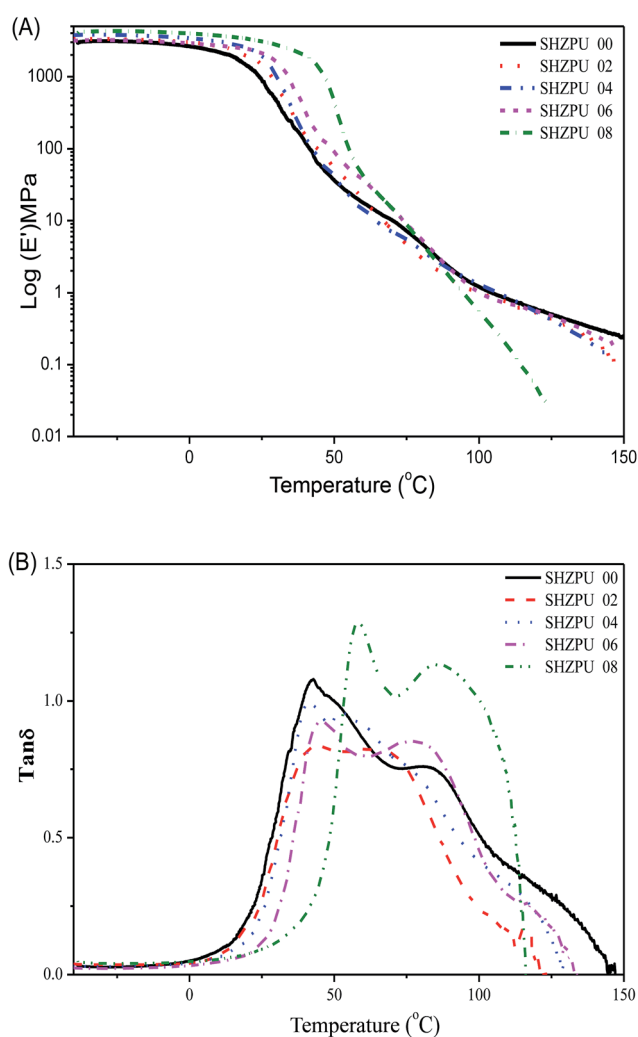 (A)
SHZPU 00
SHZPU 02
SHZPU 04
SHZPU 06
SHZPU 08
1000
100
10
1
0.1
0.01
Log (E')MPa
0 50 100 150
Temperature (°C)
(B)
1.5
1.0
0.5
0.0
Tanδ
SHZPU 00
SHZPU 02
SHZPU 04
SHZPU 06
SHZPU 08
0 50 100 150
Temperature (°C)